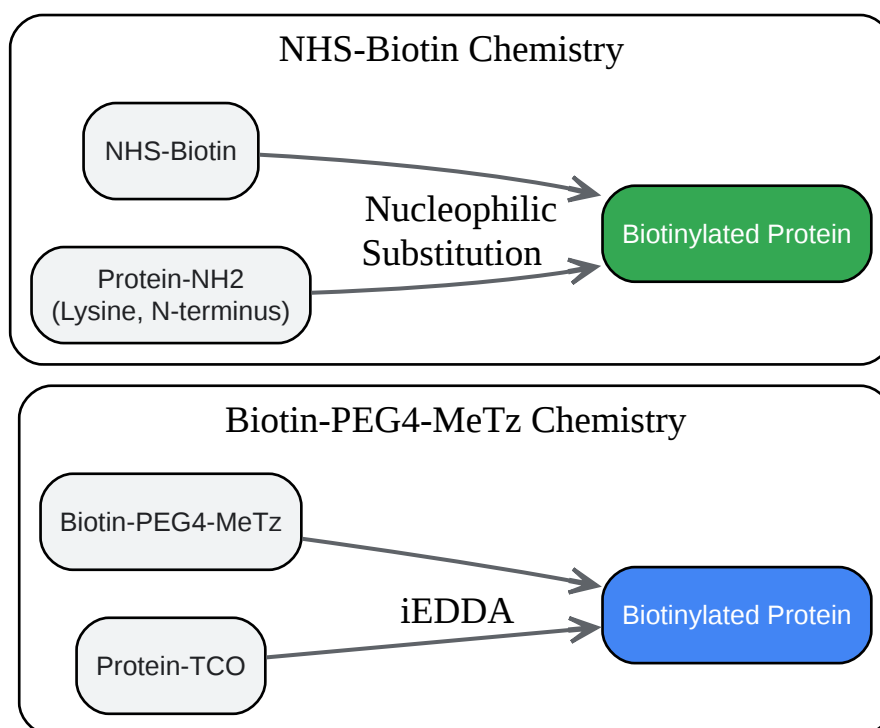 NHS-Biotin Chemistry
NHS-Biotin
Nucleophilic
Substitution
Biotinylated Protein
Protein-NH2
(Lysine, N-terminus)
Biotin-PEG4-MeTz Chemistry
Biotin-PEG4-MeTz
iEDDA
Biotinylated Protein
Protein-TCO